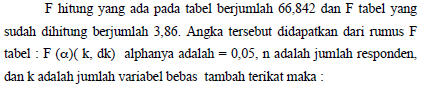 F hitung yang ada pada tabel berjumlah 66,842 dan F tabel yang
sudah dihitung berjumlah 3,86. Angka tersebut didapatkan dari rumus F
tabel : F (α)( k, dk)  alphanya adalah = 0,05, n adalah jumlah responden,
dan k adalah jumlah variabel bebas  tambah terikat maka :